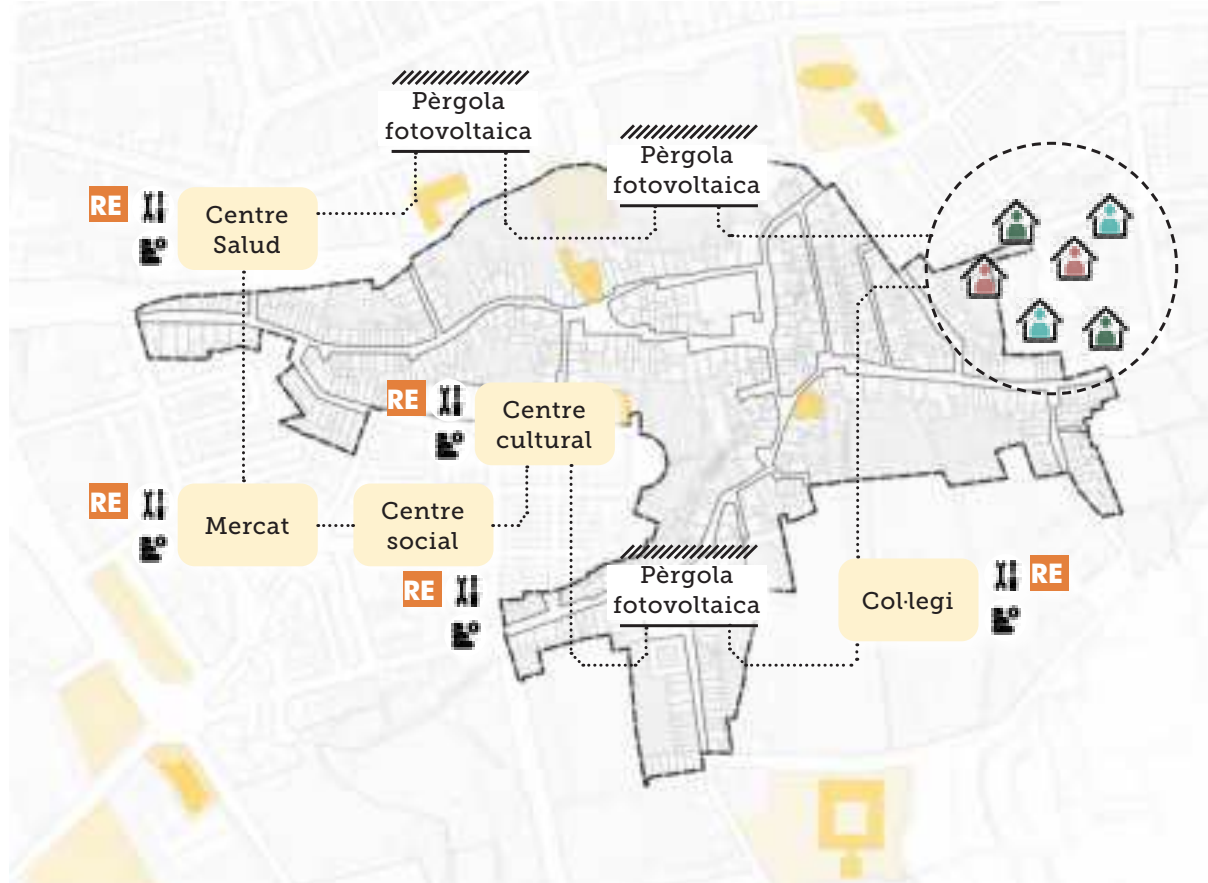 Pèrgola
fotovoltaica
Pèrgola
fotovoltaica
RE
Centre
Salud
RE
Centre
cultural
RE
Mercat
Centre
social
RE
Pèrgola
fotovoltaica
Col·legi
RE